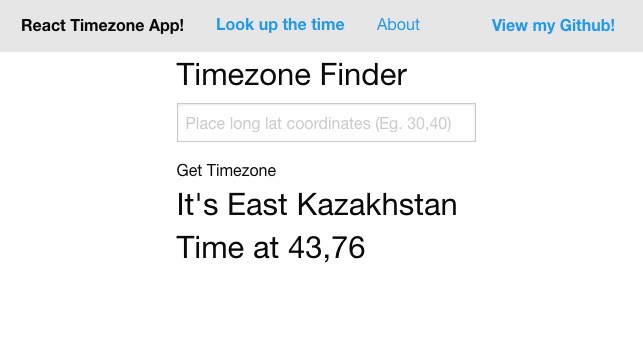 React Timezone App! Look up the time About View my Github!
Timezone Finder
Place long lat coordinates (Eg. 30,40)
Get Timezone
It's East Kazakhstan
Time at 43,76